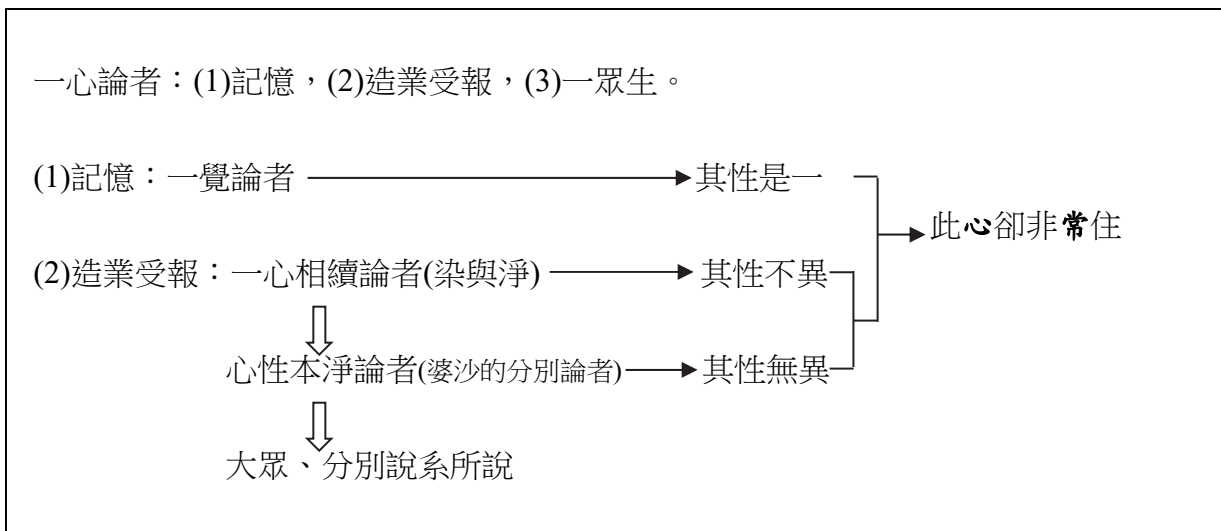 一心論者：(1)記憶，(2)造業受報，(3)一眾生。
(1)記憶：一覺論者 其性是一
此心卻非常住
(2)造業受報：一心相續論者(染與淨) 其性不異
心性本淨論者(婆沙的分別論者) 其性無異
大眾、分別說系所說